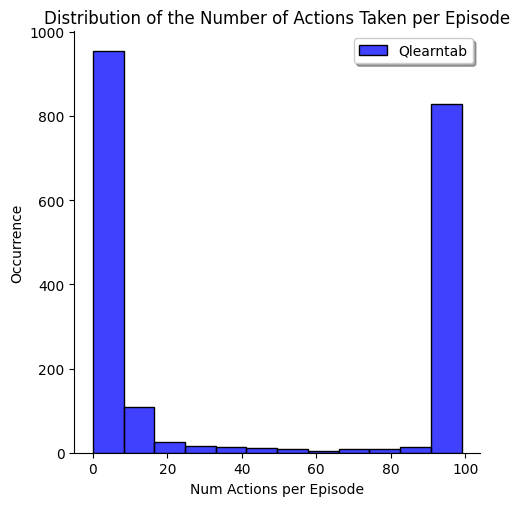 Distribution of the Number of Actions Taken per Episode
Qlearntab
1000
800
600
400
200
0
Occurrence
0 20 40 60 80 100
Num Actions per Episode